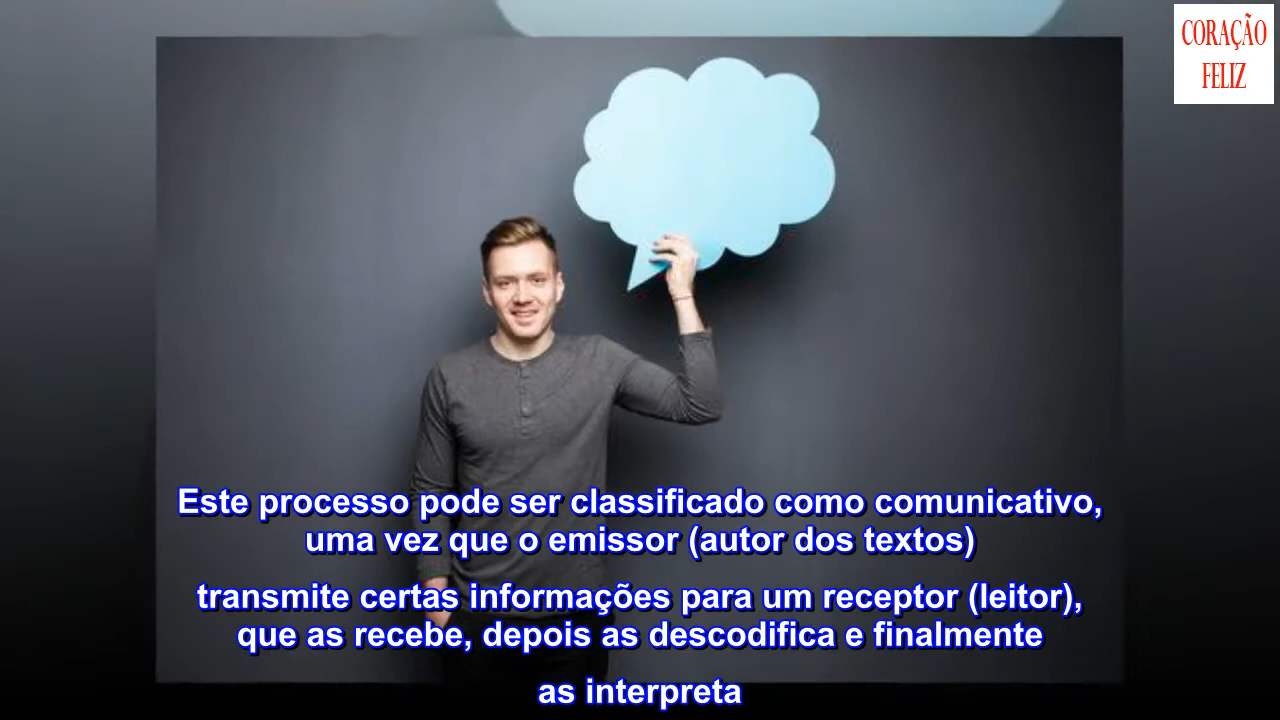 CORAÇÃO
FELIZ
Este processo pode ser classificado como comunicativo,
uma vez que o emissor (autor dos textos)
transmite certas informações para um receptor (leitor),
que as recebe, depois as descodifica e finalmente
as interpreta